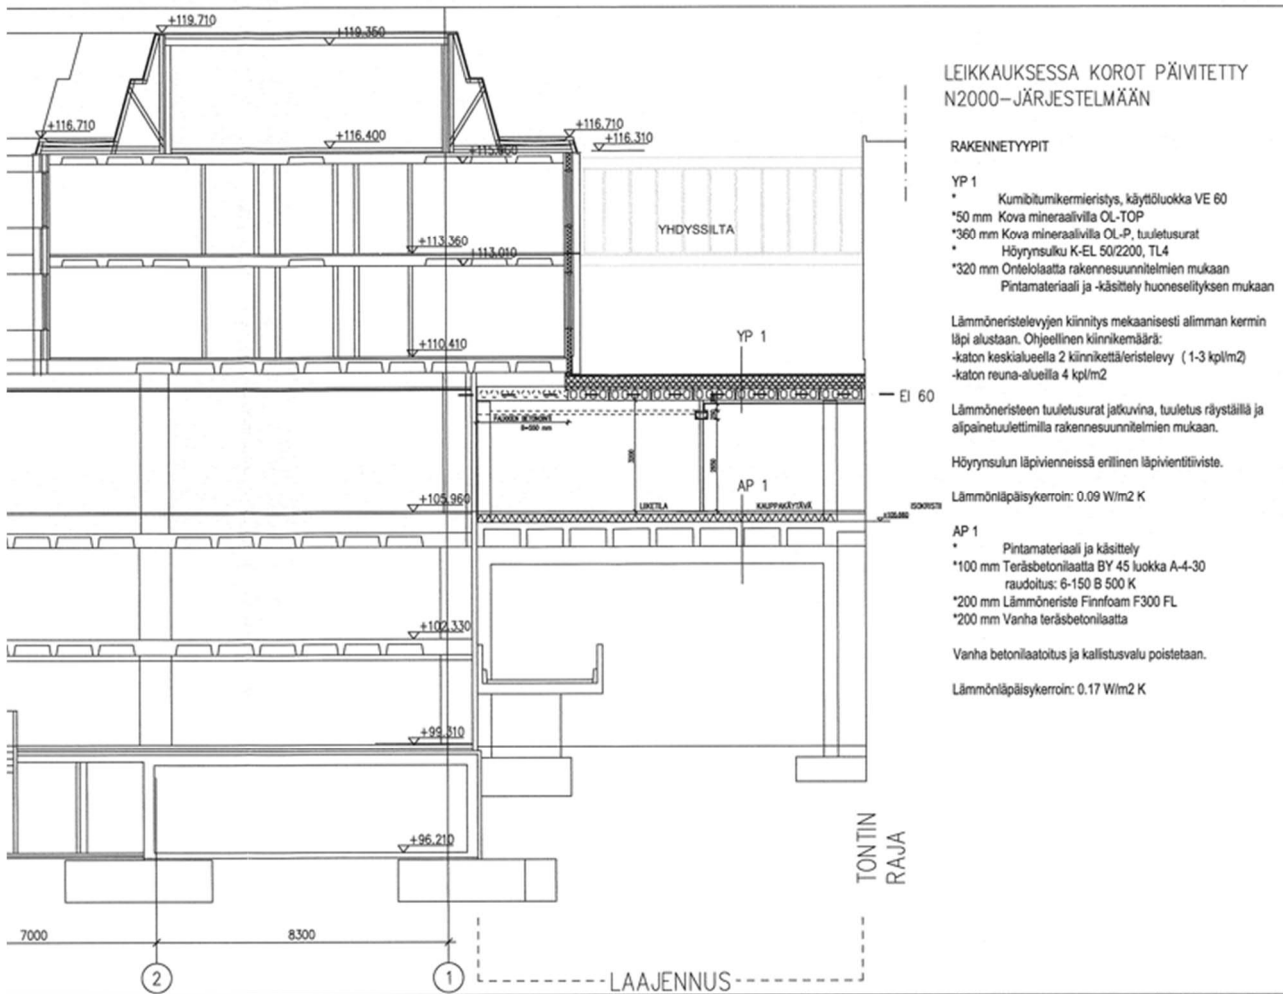 +119.710
+119.350
+116.710
+116.400
+116.710
+116.310
+115.960
YHDYSSILTA
+113.360
+113.010
+110.410
YP 1
EI 60
AP 1
+105.960
LIIKETILA
KAUPPAKÄYTÄVÄ
+102.330
+99.310
+96.210
7000
8300
2
1
LAAJENNUS
TONTIN
RAJA
LEIKKAUKSESSA KOROT PÄIVITETTY
N2000-JÄRJESTELMÄÄN
RAKENNETYYPIT
YP 1
* Kumibitumikermieristys, käyttöluokka VE 60
*50 mm Kova mineraalivilla OL-TOP
*360 mm Kova mineraalivilla OL-P, tuuletusurat
* Höyrynsulku K-EL 50/2200, TL4
*320 mm Ontelolaatta rakennesuunnitelmien mukaan
Pintamateriaali ja -käsittely huoneselityksen mukaan
Lämmöneristelevyjen kiinnitys mekaanisesti alimman kermin
läpi alustaan. Ohjeellinen kiinnikemäärä:
-katon keskialueella 2 kiinnikettä/eristelevy ( 1-3 kpl/m2)
-katon reuna-alueilla 4 kpl/m2
Lämmöneristeen tuuletusurat jatkuvina, tuuletus räystäillä ja
alipainetuulettimilla rakennesuunnitelmien mukaan.
Höyrynsulun läpivienneissä erillinen läpivientitiiviste.
Lämmönläpäisykerroin: 0.09 W/m2 K
AP 1
* Pintamateriaali ja käsittely
*100 mm Teräsbetonilaatta BY 45 luokka A-4-30
raudoitus: 6-150 B 500 K
*200 mm Lämmöneriste Finnfoam F300 FL
*200 mm Vanha teräsbetonilaatta
Vanha betonilaatoitus ja kallistusvalu poistetaan.
Lämmönläpäisykerroin: 0.17 W/m2 K